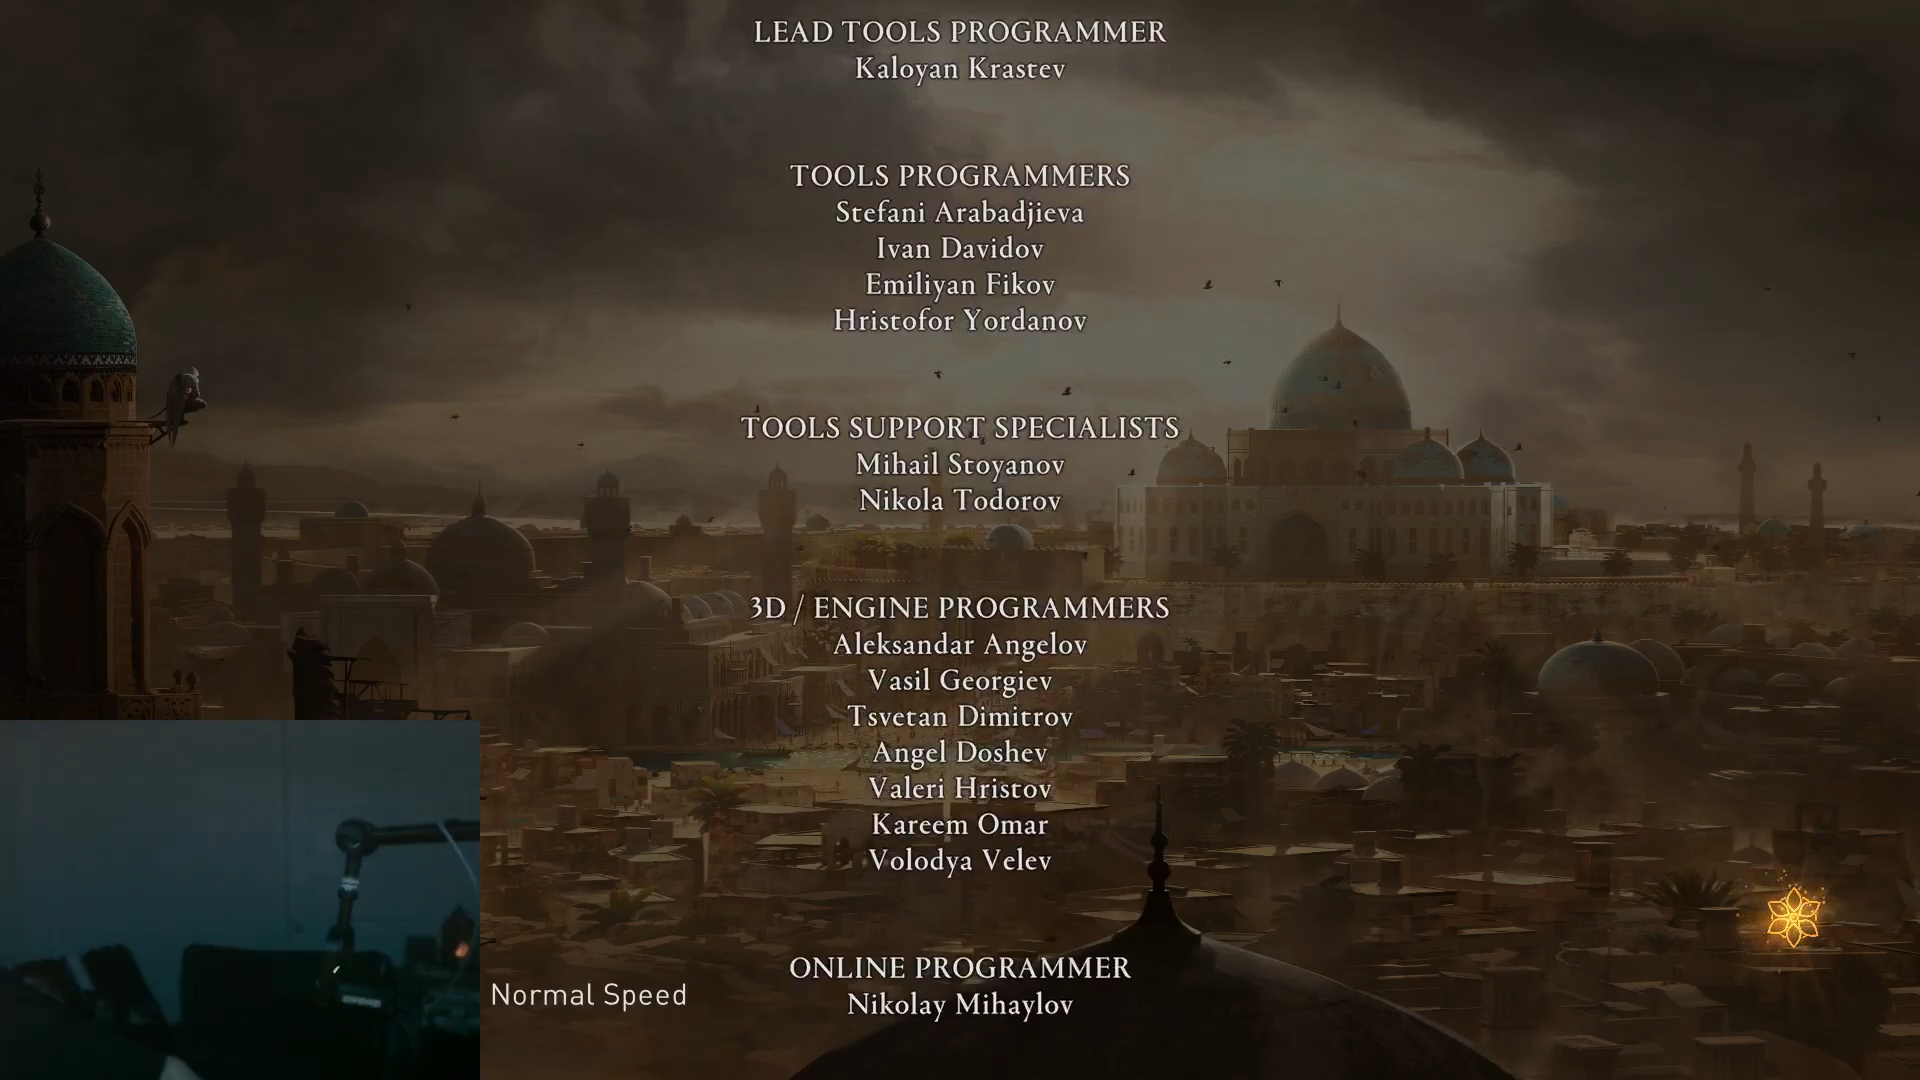 LEAD TOOLS PROGRAMMER
Kaloyan Krastev
TOOLS PROGRAMMERS
Stefani Arabadjieva
Ivan Davidov
Emiliyan Fikov
Hristofor Yordanov
TOOLS SUPPORT SPECIALISTS
Mihail Stoyanov
Nikola Todorov
3D / ENGINE PROGRAMMERS
Aleksandar Angelov
Vasil Georgiev
Tsvetan Dimitrov
Angel Doshev
Valeri Hristov
Kareem Omar
Volodya Velev
ONLINE PROGRAMMER
Nikolay Mihaylov
Normal Speed